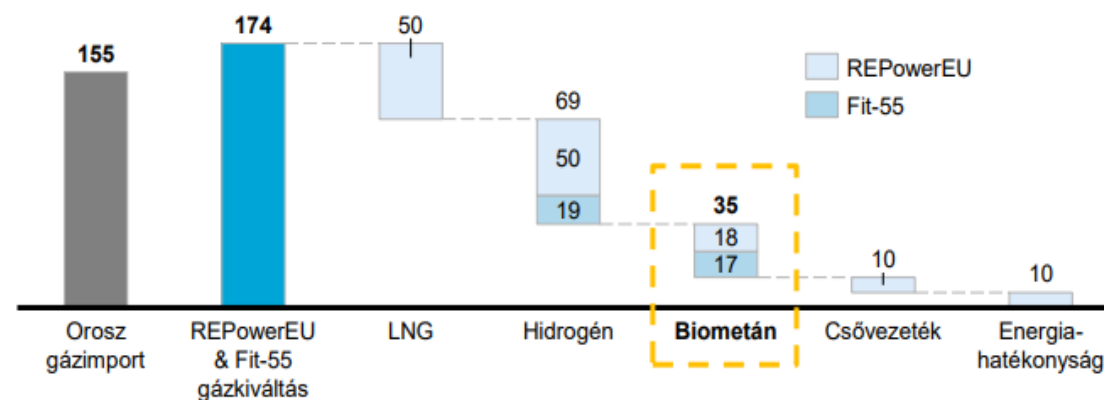 155
174
50
REPowerEU
Fit-55
69
50
19
35
18
17
10
10
Orosz
gázimport
REPowerEU
& Fit-55
gázkiváltás
LNG
Hidrogén
Biometán
Csővezeték
Energia-
hatékonyság